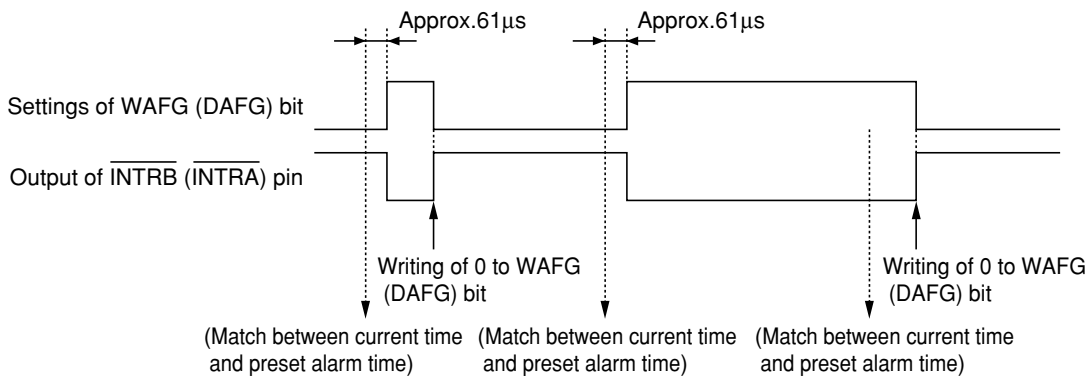 Approx.61μs Approx.61μs
Settings of WAFG (DAFG) bit
Output of INTRB (INTRA) pin
Writing of 0 to WAFG Writing of 0 to WAFG
(DAFG) bit (DAFG) bit
(Match between current time (Match between current time (Match between current time
and preset alarm time) and preset alarm time) and preset alarm time)